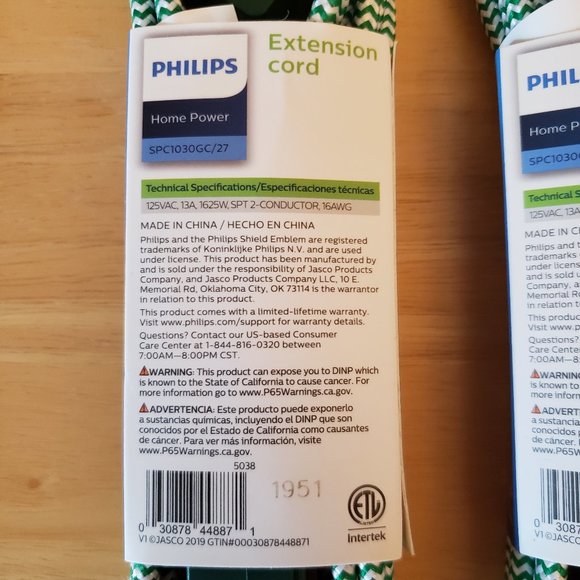 Extension
cord
PHILIPS
Home Power
SPC1030GC/27
Technical Specifications/Especificaciones técnicas
125VAC, 13A, 1625W, SPT 2-CONDUCTOR, 16AWG
MADE IN CHINA / HECHO EN CHINA
Philips and the Philips Shield Emblem are registered
trademarks of Koninklijke Philips N.V. and are used
under license. This product has been manufactured by
and is sold under the responsibility of Jasco Products
Company, and Jasco Products Company LLC, 10 E.
Memorial Rd, Oklahoma City, OK 73114 is the warrantor
in relation to this product.
This product comes with a limited-lifetime warranty.
Visit www.philips.com/support for warranty details.
Questions? Contact our US-based Consumer
Care Center at 1-844-816-0320 between
7:00AM—8:00PM CST.
WARNING: This product can expose you to DINP which
is known to the State of California to cause cancer. For
more information go to www.P65Warnings.ca.gov.
ADVERTENCIA: Este producto puede exponerlo
a sustancias químicas, incluyendo el DINP que son
conocidos por el Estado de California como causantes
de cáncer. Para ver más información, visite
www.P65Warnings.ca.gov.
5038
1951
0 30878 44887 1
ETL
Intertek
V1 ©JASCO 2019 GTIN#00030878448871
PHIL
Home P
SPC1030
Technical S
125VAC, 13A
MADE IN C
Philips and t
trademarks
under licens
and is sold u
Company, an
Memorial R
in relation to
This produc
Visit www.p
Questions?
Care Center
7:00AM—8:
WARNING
is known to
more inform
ADVERT
a sustancias
conocidos p
de cáncer. P
www.P65Wa
0 3087
V1 ©JASCO